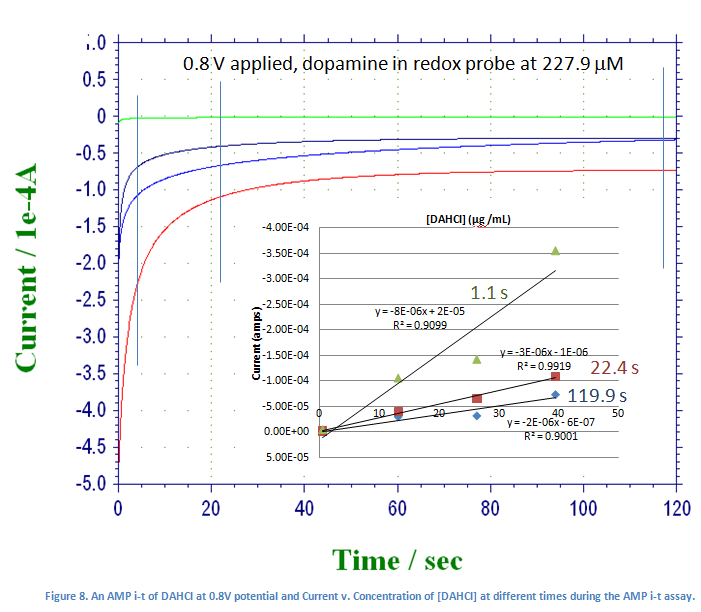 0.8 V applied, dopamine in redox probe at 227.9 µM
1.0
0.5
0
-0.5
-1.0
-1.5
-2.0
-2.5
-3.0
-3.5
-4.0
-4.5
-5.0
Current / 1e-4A
[DAHCl] (µg/mL)
-4.00E-04
-3.50E-04
-3.00E-04
-2.50E-04
-2.00E-04
-1.50E-04
-1.00E-04
-5.00E-05
0.00E+00
5.00E-05
Current (amps)
1.1 s
y = -8E-06x + 2E-05
R² = 0.9099
y = -3E-06x - 1E-06
R² = 0.9919
22.4 s
119.9 s
0 10 20 30 40 50
y = -2E-06x - 6E-07
R² = 0.9001
0 20 40 60 80 100 120
Time / sec
Figure 8. An AMP i-t of DAHCl at 0.8V potential and Current v. Concentration of [DAHCl] at different times during the AMP i-t assay.